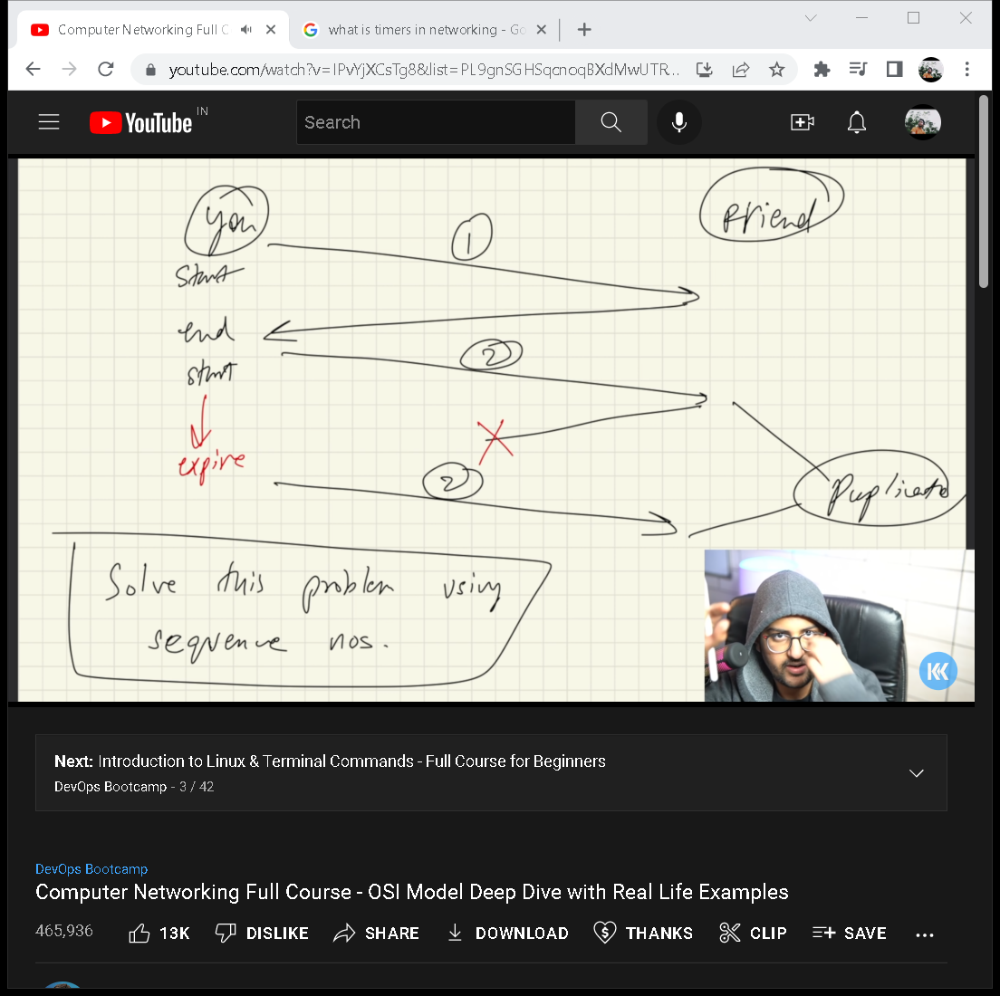 Computer Networking Full C
what is timers in networking - Go
youtube.com/watch?v=IPvYjXCsTg8&list=PL9gnSGHSqcnoqBXdMwUTR...
YouTube IN
Search
You
Friend
1
Start
end
2
start
expire
2
Duplicate
Solve this problem using
sequence nos.
Next: Introduction to Linux & Terminal Commands - Full Course for Beginners
DevOps Bootcamp - 3 / 42
DevOps Bootcamp
Computer Networking Full Course - OSI Model Deep Dive with Real Life Examples
465,936 13K DISLIKE SHARE DOWNLOAD THANKS CLIP SAVE ...